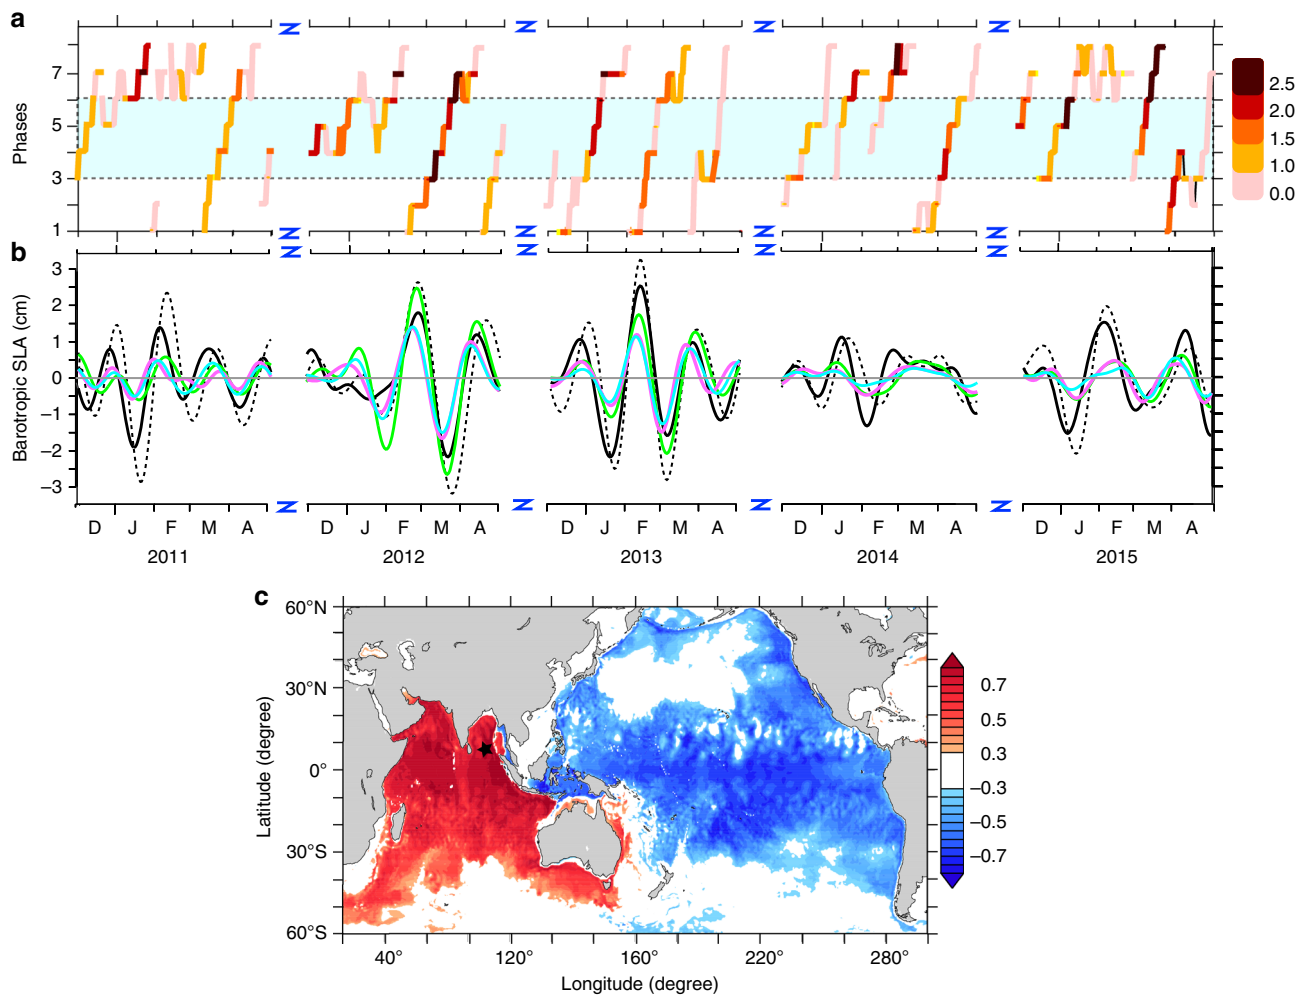 a
Phases
7
5
3
1
2.5
2.0
1.5
1.0
0.0
b
Barotropic SLA (cm)
3
2
1
0
−1
−2
−3
D J F M A D J F M A D J F M A D J F M A D J F M A
2011 2012 2013 2014 2015
c
Latitude (degree)
60°N
30°N
0°
30°S
60°S
40° 120° 160° 220° 280°
Longitude (degree)
0.7
0.5
0.3
−0.3
−0.5
−0.7